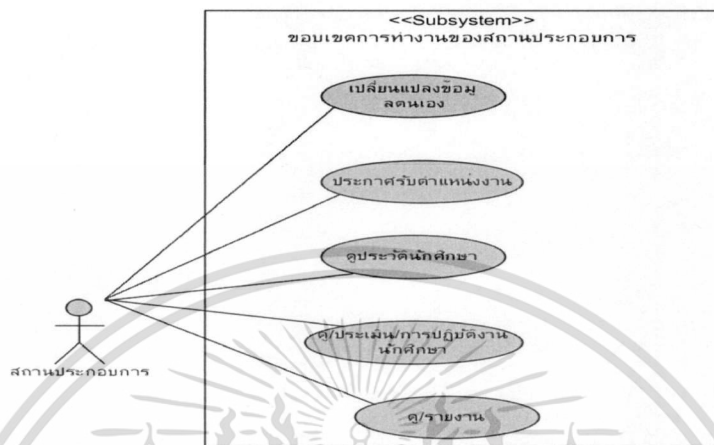 <<Subsystem>>
ขอบเขตการทำงานของสถานประกอบการ
เปลี่ยนแปลงข้อมู
ลตนเอง
ประกาศรับตำแหน่งงาน
ดูประวัตินักศึกษา
ดู/ประเมิน/การปฏิบัติงาน
นักศึกษา
ดู/รายงาน
สถานประกอบการ